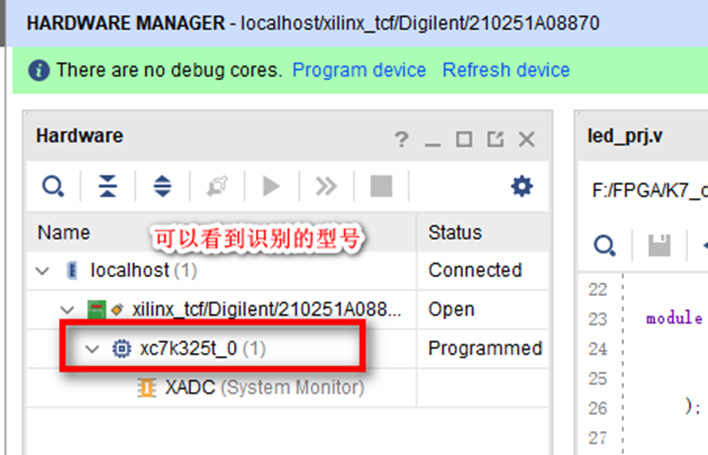 HARDWARE MANAGER - localhost/xilinx_tcf/Digilent/210251A08870
There are no debug cores. Program device Refresh device
Hardware
Name
Status
可以看到识别的型号
localhost (1)
Connected
xilinx_tcf/Digilent/210251A088...
Open
xc7k325t_0 (1)
Programmed
XADC (System Monitor)
led_prj.v
F:/FPGA/K7_
22
23 module
24
25
26 );
27